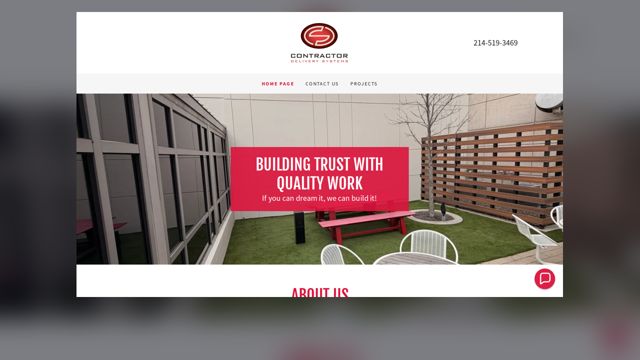 CONTRACTOR
DELIVERY SYSTEMS
214-519-3469
HOME PAGE
CONTACT US
PROJECTS
BUILDING TRUST WITH
QUALITY WORK
If you can dream it, we can build it!
ABOUT US